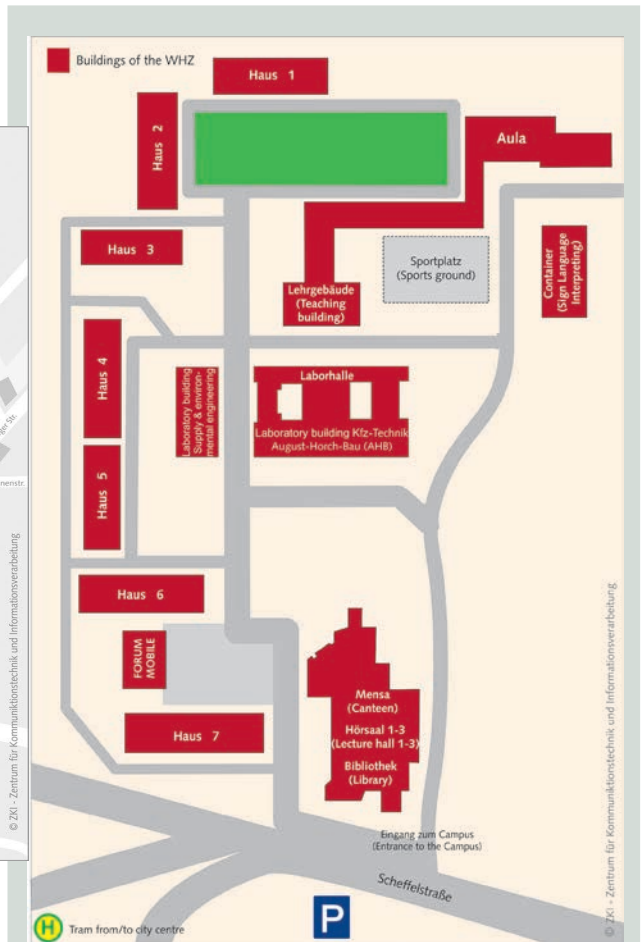 Buildings of the WHZ
Haus 1
Haus 2
Aula
Haus 3
Sportplatz
(Sports ground)
Container
(Sign Language
Interpreting)
Lehrgebäude
(Teaching
building)
Haus 4
Laboratory building
Supply & environ-
mental engineering
Laborhalle
Laboratory building Kfz-Technik
August-Horch-Bau (AHB)
Haus 5
Haus 6
FORUM
MOBILE
Haus 7
Mensa
(Canteen)
Hörsaal 1-3
(Lecture hall 1-3)
Bibliothek
(Library)
Eingang zum Campus
(Entrance to the Campus)
Scheffelstraße
P
H
Tram from/to city centre
© ZKI - Zentrum für Kommuniktionstechnik und Informationsverarbeitung
© ZKI - Zentrum für Kommuniktionstechnik und Informationsverarbeitung